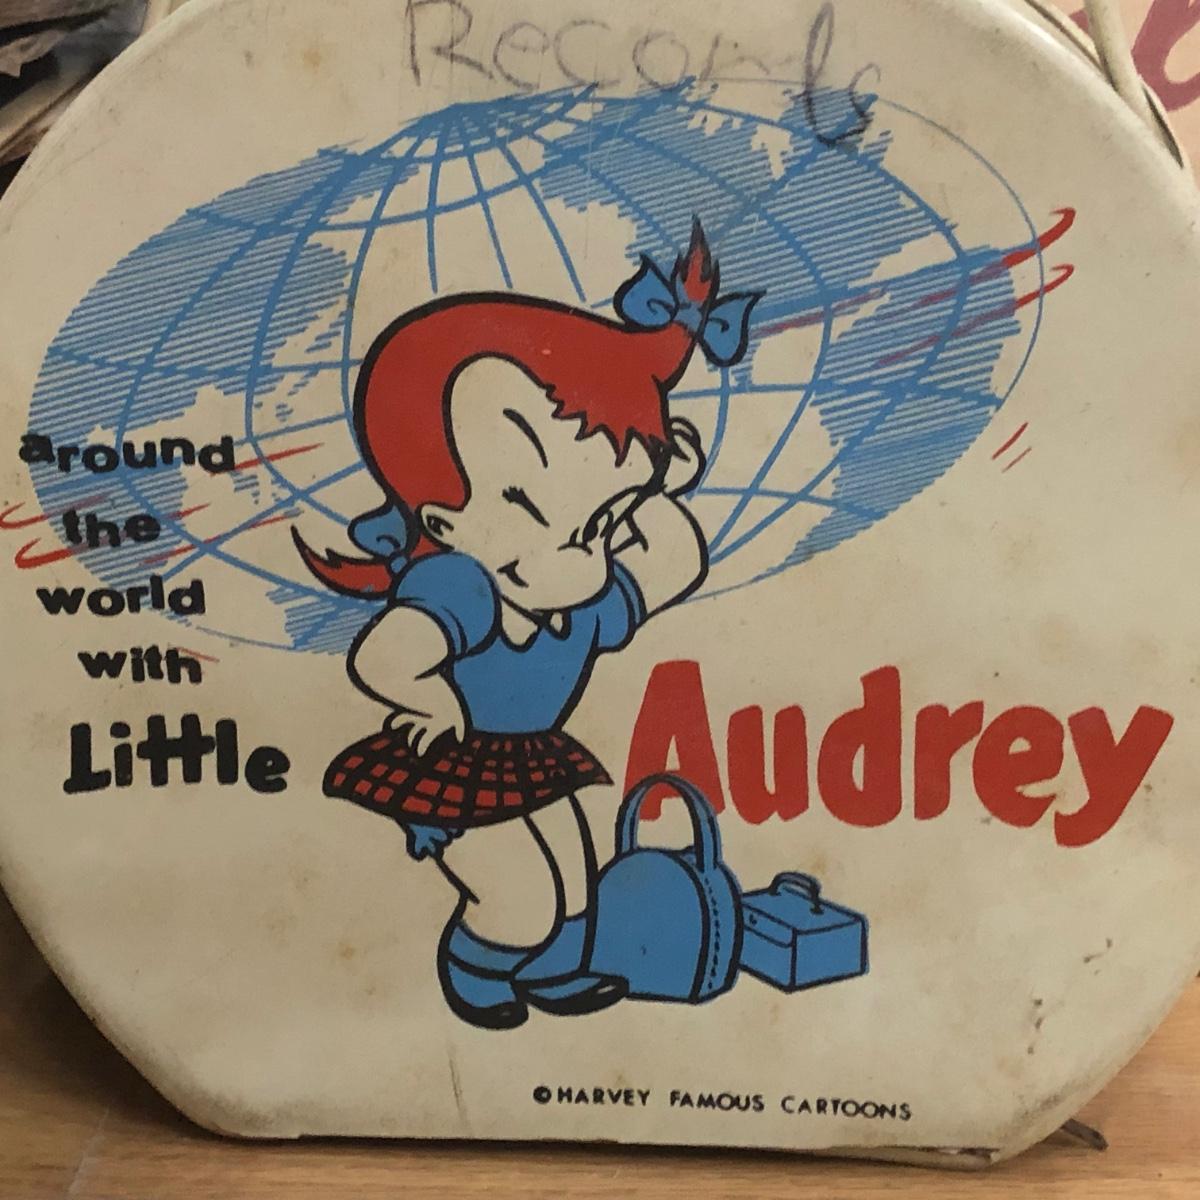 Records
around
the
world
with
Little Audrey
©HARVEY FAMOUS CARTOONS